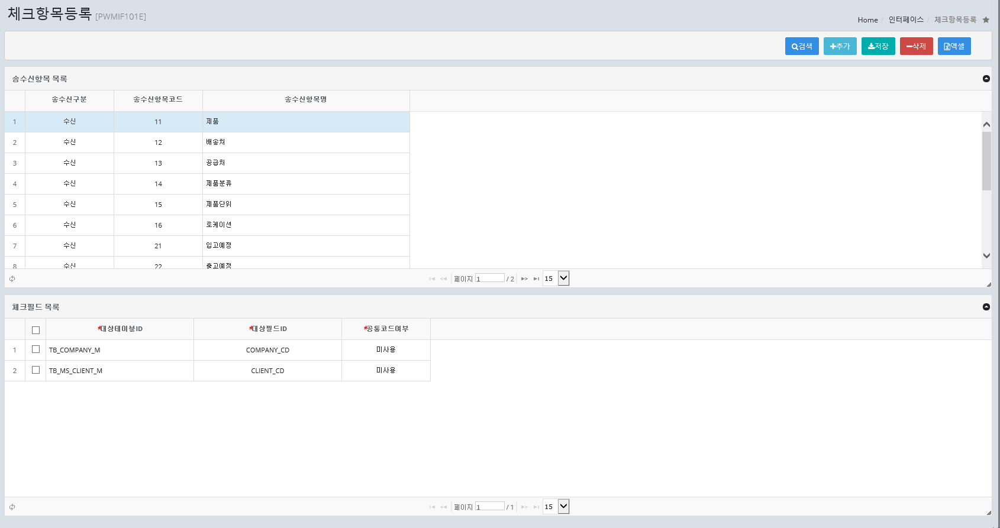 체크항목등록 [PWMIF101E]
Home / 인터페이스 / 체크항목등록
검색 추가 저장 삭제 엑셀
송수신항목 목록
송수신구분 송수신항목코드 송수신항목명
1 수신 11 제품
2 수신 12 배송처
3 수신 13 공급처
4 수신 14 제품분류
5 수신 15 제품단위
6 수신 16 로케이션
7 수신 21 입고예정
8 수신 22 출고예정
페이지 1 / 2 15
체크필드 목록
*대상테이블ID *대상필드ID *공통코드여부
1 TB_COMPANY_M COMPANY_CD 미사용
2 TB_MS_CLIENT_M CLIENT_CD 미사용
페이지 1 / 1 15